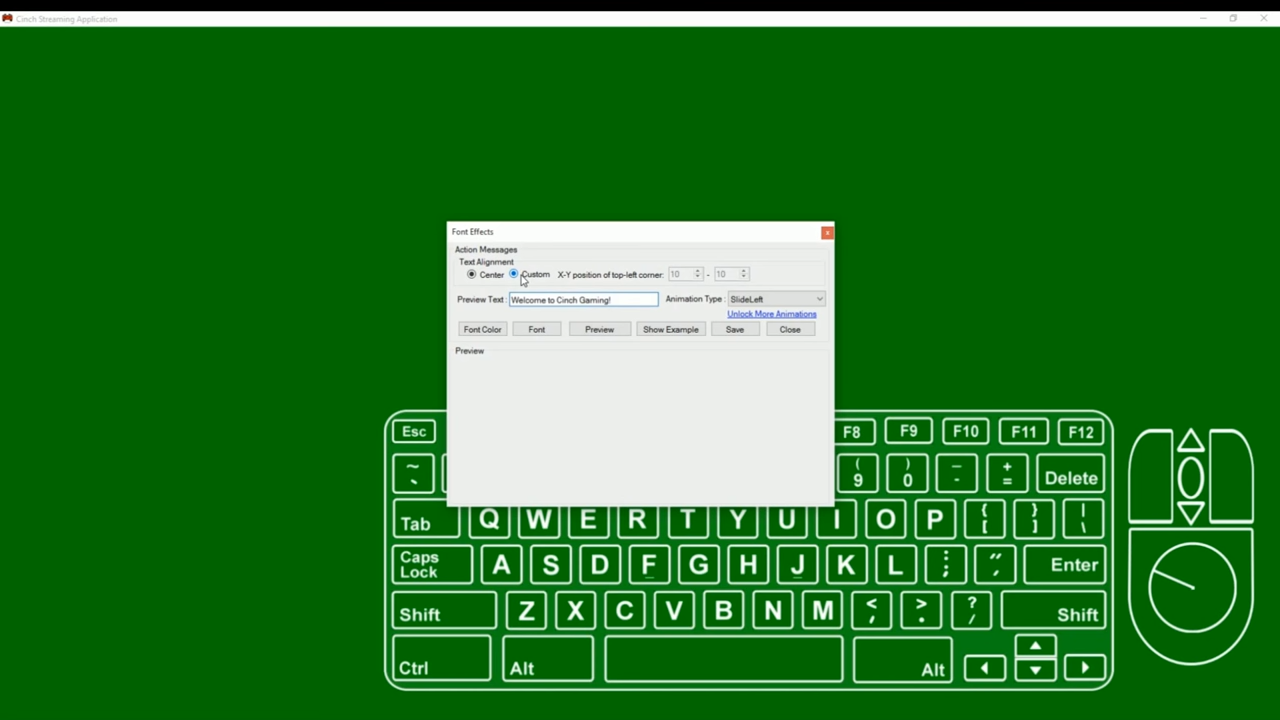 Cinch Streaming Application
Font Effects
x
Action Messages
Text Alignment
Center Custom X-Y position of top-left corner: 10 - 10
Preview Text: Welcome to Cinch Gaming! Animation Type: SlideLeft
Unlock More Animations
Font Color Font Preview Show Example Save Close
Preview
Esc F8 F9 F10 F11 F12
~ ` ( 9 ) 0 _ - + = Delete
Tab Q W E R T Y U I O P { [ } ] | \
Caps Lock A S D F G H J K L : ; " , Enter
Shift Z X C V B N M < , > . ? / Shift
Ctrl Alt Alt